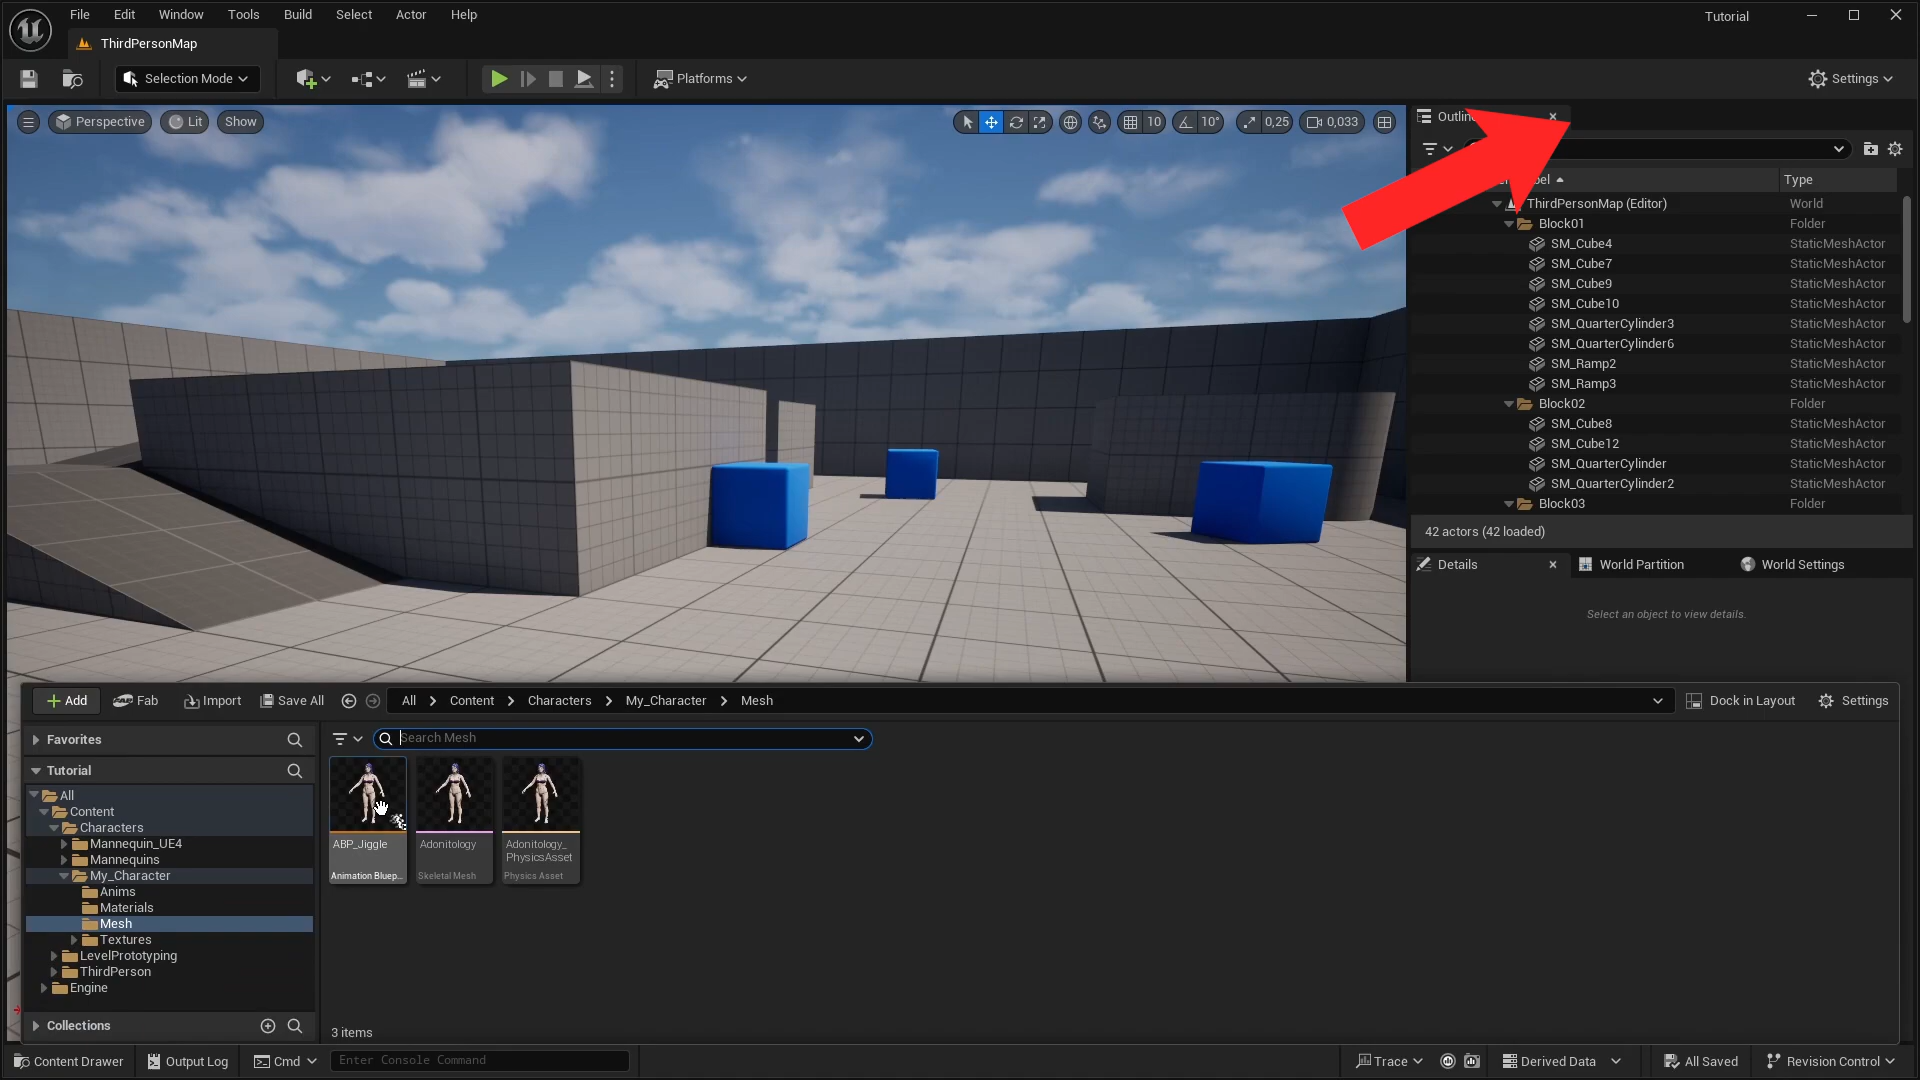 File Edit Window Tools Build Select Actor Help
Tutorial
ThirdPersonMap
Selection Mode
Platforms
Settings
Perspective Lit Show
10 10° 0,25 0,033
Type
ThirdPersonMap (Editor) World
Block01 Folder
SM_Cube4 StaticMeshActor
SM_Cube7 StaticMeshActor
SM_Cube9 StaticMeshActor
SM_Cube10 StaticMeshActor
SM_QuarterCylinder3 StaticMeshActor
SM_QuarterCylinder6 StaticMeshActor
SM_Ramp2 StaticMeshActor
SM_Ramp3 StaticMeshActor
Block02 Folder
SM_Cube8 StaticMeshActor
SM_Cube12 StaticMeshActor
SM_QuarterCylinder StaticMeshActor
SM_QuarterCylinder2 StaticMeshActor
Block03 Folder
42 actors (42 loaded)
Details World Partition World Settings
Select an object to view details.
Add Fab Import Save All All Content Characters My_Character Mesh Dock in Layout Settings
Favorites
Search Mesh
Tutorial
All
Content
Characters
Mannequin_UE4
Mannequins
My_Character
Anims
Materials
Mesh
Textures
LevelPrototyping
ThirdPerson
Engine
Collections
ABP_Jiggle
Animation Bluep...
Adonitology
Skeletal Mesh
Adonitology_
PhysicsAsset
Physics Asset
3 items
Content Drawer Output Log Cmd Enter Console Command Trace Derived Data All Saved Revision Control